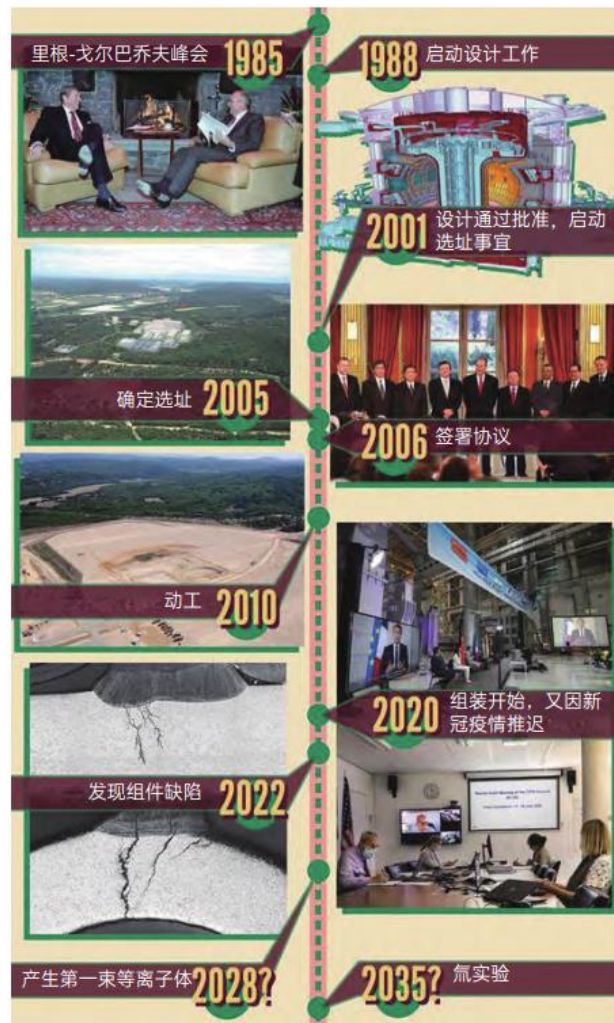 里根-戈尔巴乔夫峰会 1985
1988 启动设计工作
2001 设计通过批准，启动
选址事宜
确定选址 2005
2006 签署协议
动工 2010
2020 组装开始，又因新
冠疫情推迟
发现组件缺陷 2022
产生第一束等离子体 2028?
2035? 氘实验